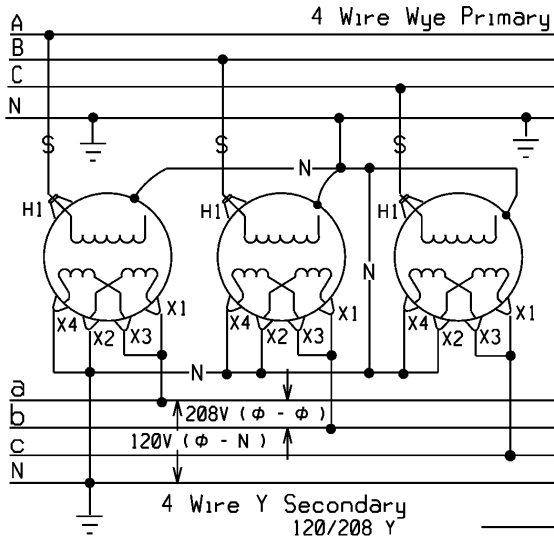 4 Wire Wye Primary
A
B
C
N
S S
N
H1 H1 H1
N
X4 X2 X3 X1 X4 X2 X3 X1 X4 X2 X3 X1
N
a
208V (ϕ - ϕ)
b
120V (ϕ - N)
c
N
4 Wire Y Secondary
120/208 Y